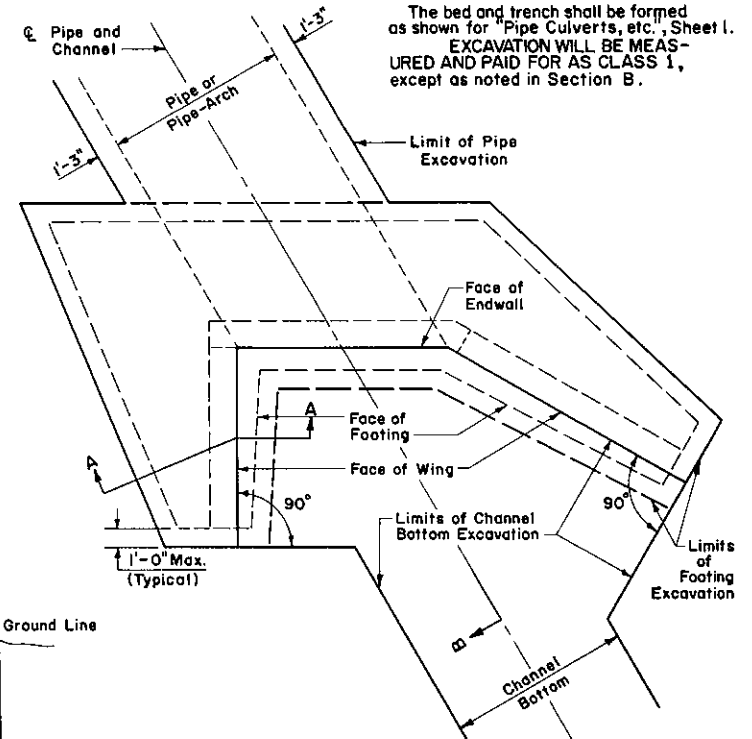 The bed and trench shall be formed
as shown for "Pipe Culverts, etc.", Sheet 1.
EXCAVATION WILL BE MEAS-
URED AND PAID FOR AS CLASS 1,
except as noted in Section B.
℄ Pipe and
Channel
1'-3"
Pipe or
Pipe-Arch
1'-3"
Limit of Pipe
Excavation
Face of
Endwall
A
Face of
Footing
A
Face of Wing
90°
90°
Limits of Channel
Bottom Excavation
Limits
of
Footing
Excavation
1'-0" Max.
(Typical)
Ground Line
B
Channel
Bottom